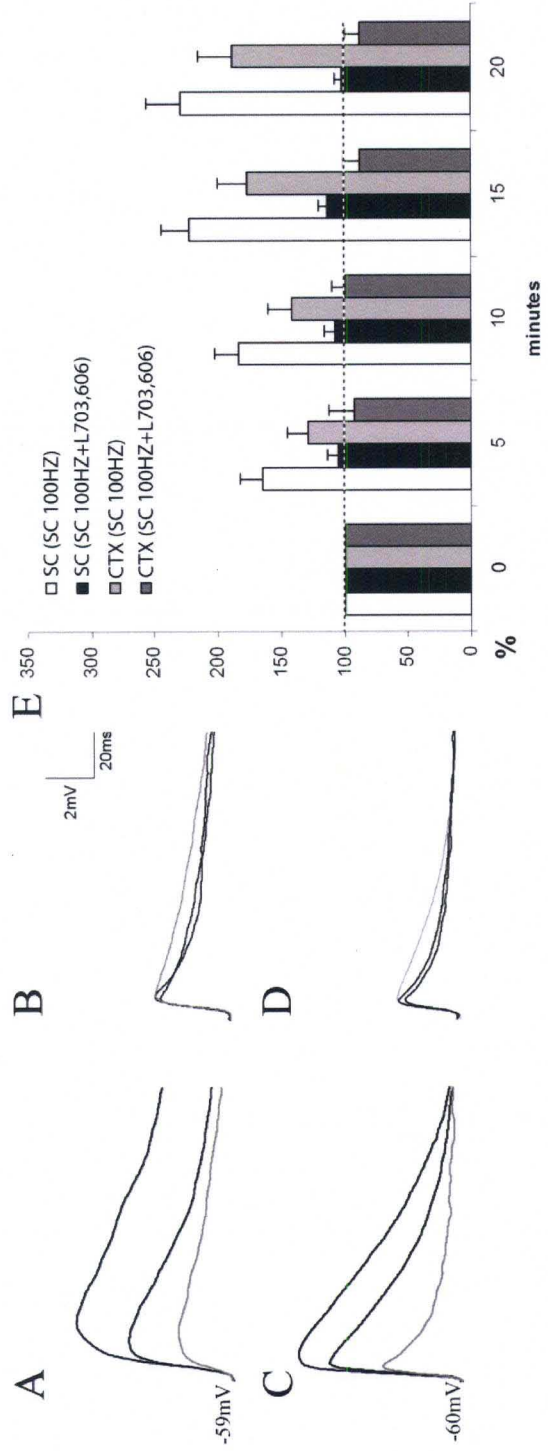 A
-59mV
B
2mV
20ms
C
-60mV
D
E
SC (SC 100HZ)
SC (SC 100HZ+L703,606)
CTX (SC 100HZ)
CTX (SC 100HZ+L703,606)
350
300
250
200
150
100
50
0
%
0
5
10
15
20
minutes